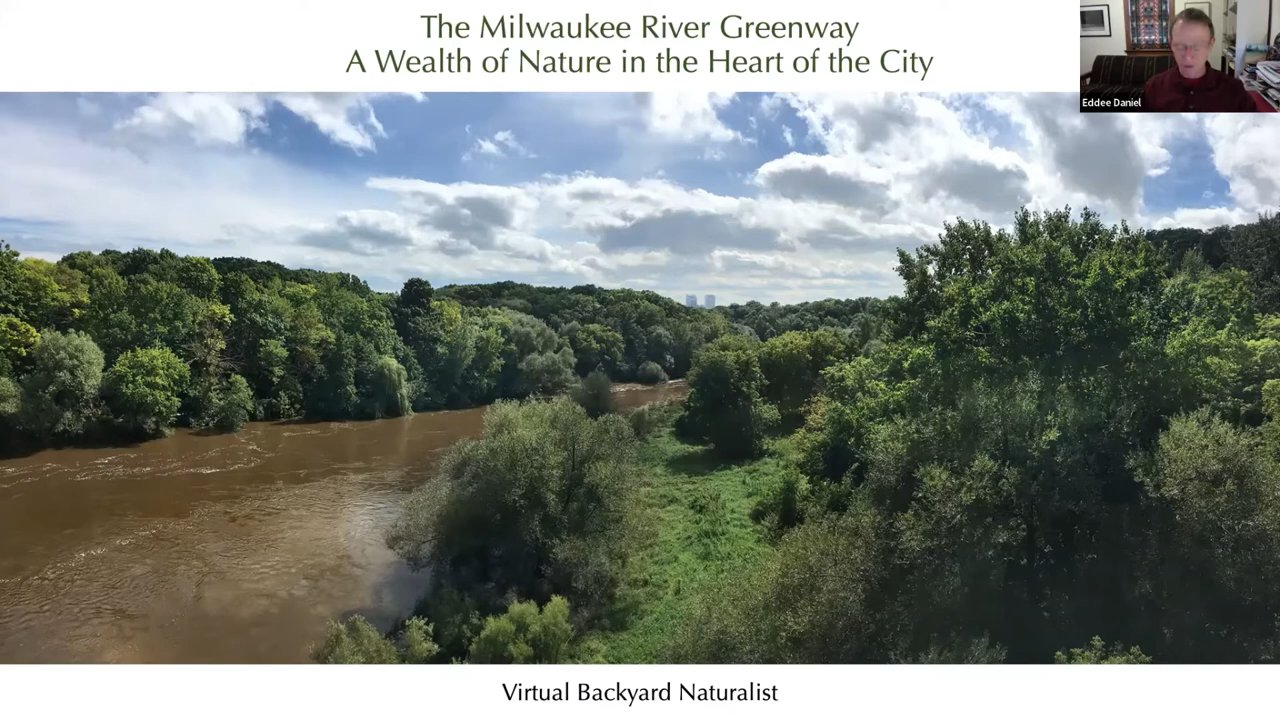 The Milwaukee River Greenway
A Wealth of Nature in the Heart of the City
Eddee Daniel
Virtual Backyard Naturalist